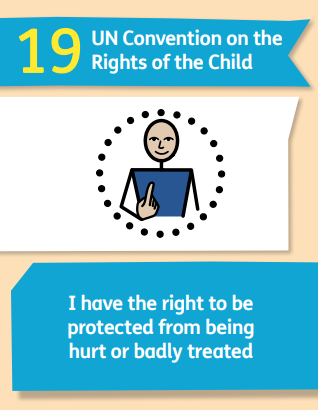 19
UN Convention on the
Rights of the Child
I have the right to be
protected from being
hurt or badly treated